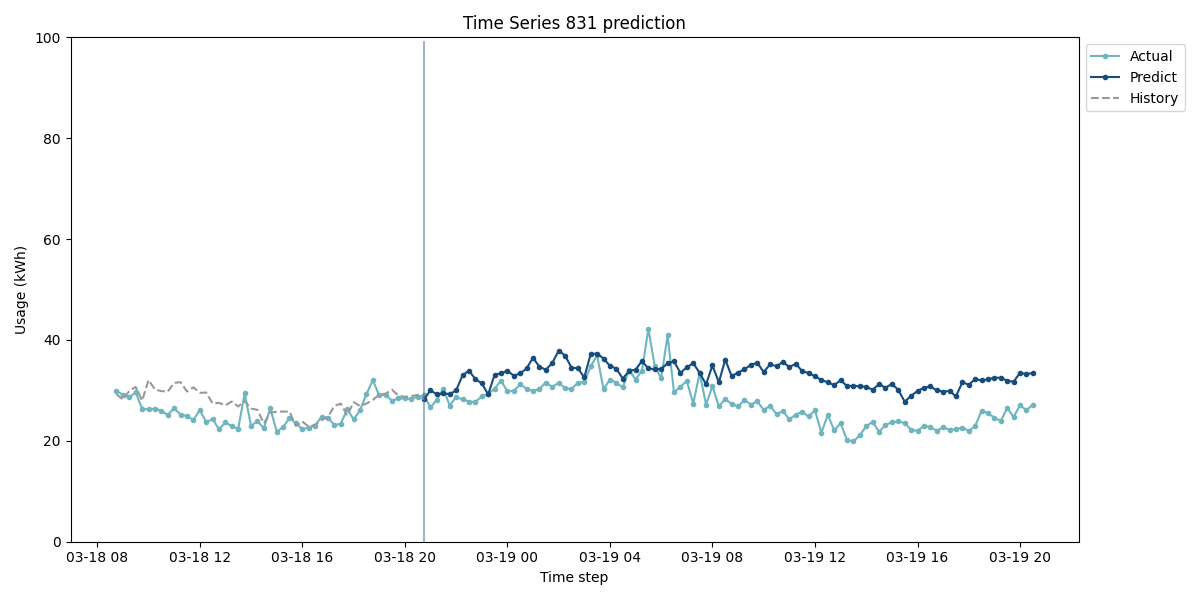 Time Series 831 prediction
100
80
60
40
20
0
Usage (kWh)
03-18 08 03-18 12 03-18 16 03-18 20 03-19 00 03-19 04 03-19 08 03-19 12 03-19 16 03-19 20
Time step
Actual
Predict
History